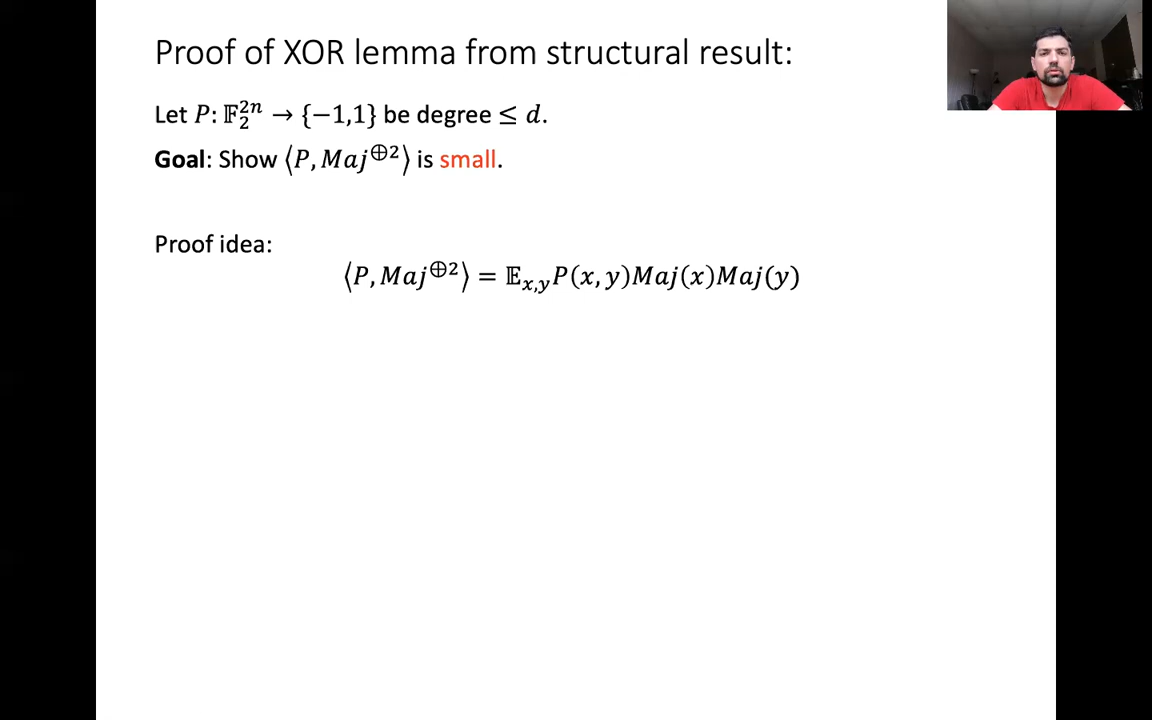 Proof of XOR lemma from structural result:
Let 𝑃: 𝔽₂²ⁿ → {−1,1} be degree ≤ 𝑑.
Goal: Show ⟨𝑃, 𝑀𝑎𝑗^{⊕2}⟩ is small.
Proof idea:
⟨𝑃, 𝑀𝑎𝑗^{⊕2}⟩ = 𝔼_{𝑥,𝑦}𝑃(𝑥, 𝑦)𝑀𝑎𝑗(𝑥)𝑀𝑎𝑗(𝑦)